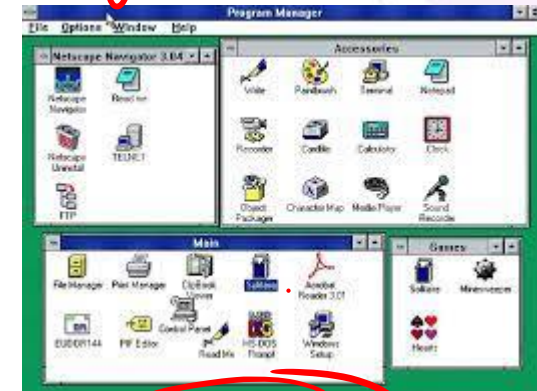 Program Manager
File Options Window Help
Netscape Navigator 3.04
Netscape Navigator
Read me
Netscape Uninstall
TELNET
FTP
Accessories
Write Paintbrush Terminal Notepad
Recorder Cardfile Calculator Clock
Object Packager
Character Map Media Player
Sound Recorder
Main
File Manager Print Manager
ClipBook Viewer
Solitaire
Acrobat Reader 3.01
EUDOR144 PIF Editor
Control Panel
Read Me
MS-DOS Prompt
Windows Setup
Games
Solitaire Minesweeper
Hearts